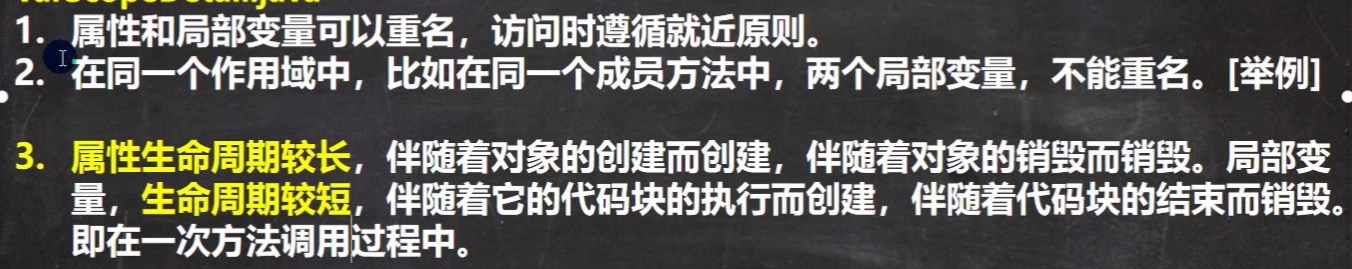 VarScopeDetail.java
1. 属性和局部变量可以重名，访问时遵循就近原则。
2. 在同一个作用域中，比如在同一个成员方法中，两个局部变量，不能重名。[举例]
3. 属性生命周期较长，伴随着对象的创建而创建，伴随着对象的销毁而销毁。局部变
量，生命周期较短，伴随着它的代码块的执行而创建，伴随着代码块的结束而销毁。
即在一次方法调用过程中。